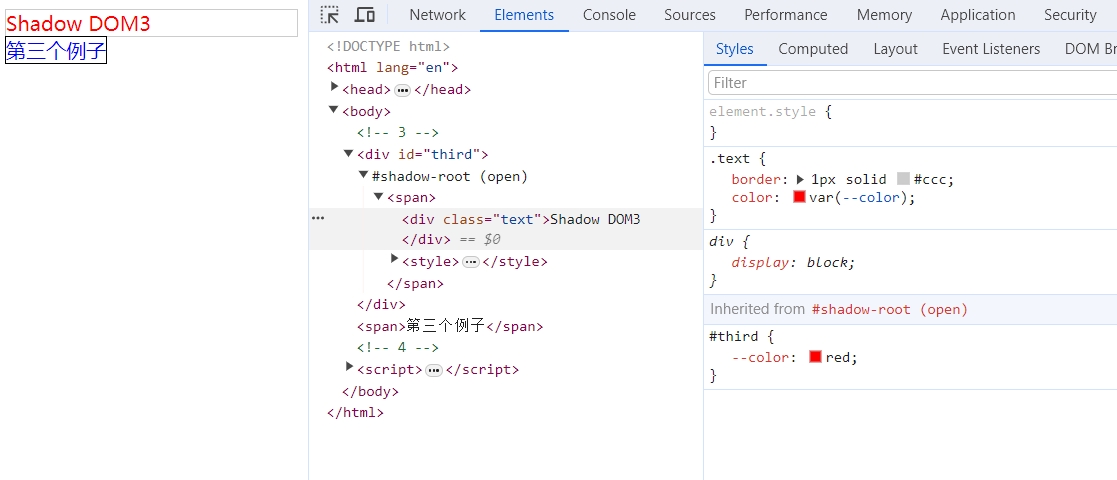 Shadow DOM3
第三个例子
Network Elements Console Sources Performance Memory Application Security
<!DOCTYPE html>
<html lang="en">
<head> ••• </head>
<body>
<!-- 3 -->
<div id="third">
#shadow-root (open)
<span>
<div class="text">Shadow DOM3
</div> == $0
<style> ••• </style>
</span>
</div>
<span>第三个例子</span>
<!-- 4 -->
<script> ••• </script>
</body>
</html>
Styles Computed Layout Event Listeners DOM Br
Filter
element.style {
}
.text {
border: 1px solid #ccc;
color: var(--color);
}
div {
display: block;
}
Inherited from #shadow-root (open)
#third {
--color: red;
}